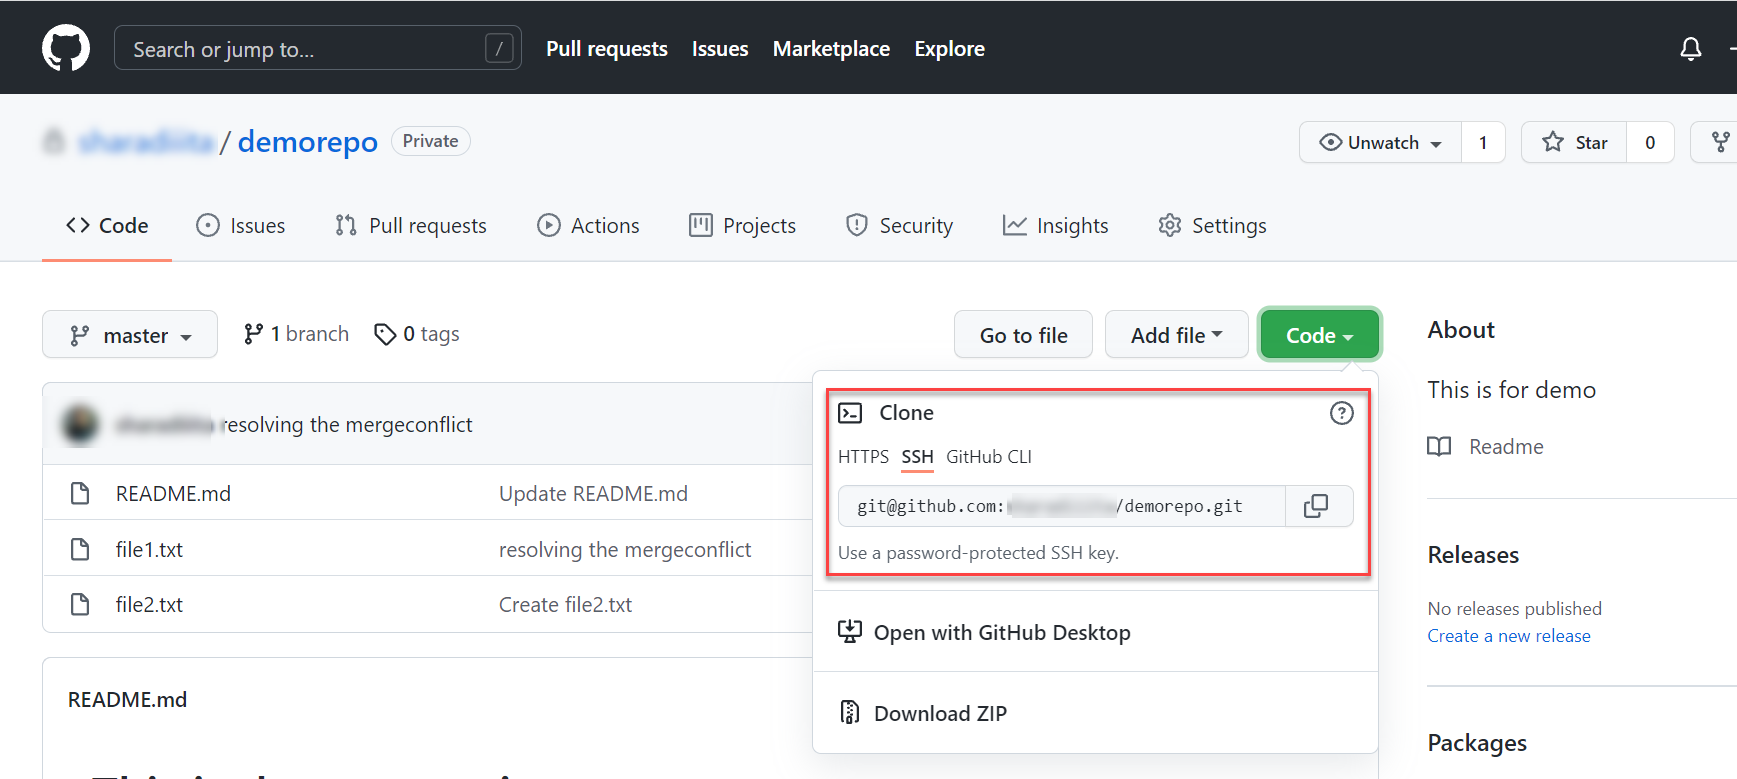 Search or jump to... /
Pull requests Issues Marketplace Explore
/ demorepo Private
Unwatch 1 Star 0
Code Issues Pull requests Actions Projects Security Insights Settings
master 1 branch 0 tags
Go to file Add file Code
About
This is for demo
Readme
resolving the mergeconflict
README.md Update README.md
file1.txt resolving the mergeconflict
file2.txt Create file2.txt
Clone ?
HTTPS SSH GitHub CLI
git@github.com: /demorepo.git
Use a password-protected SSH key.
Open with GitHub Desktop
Download ZIP
Releases
No releases published
Create a new release
Packages
README.md